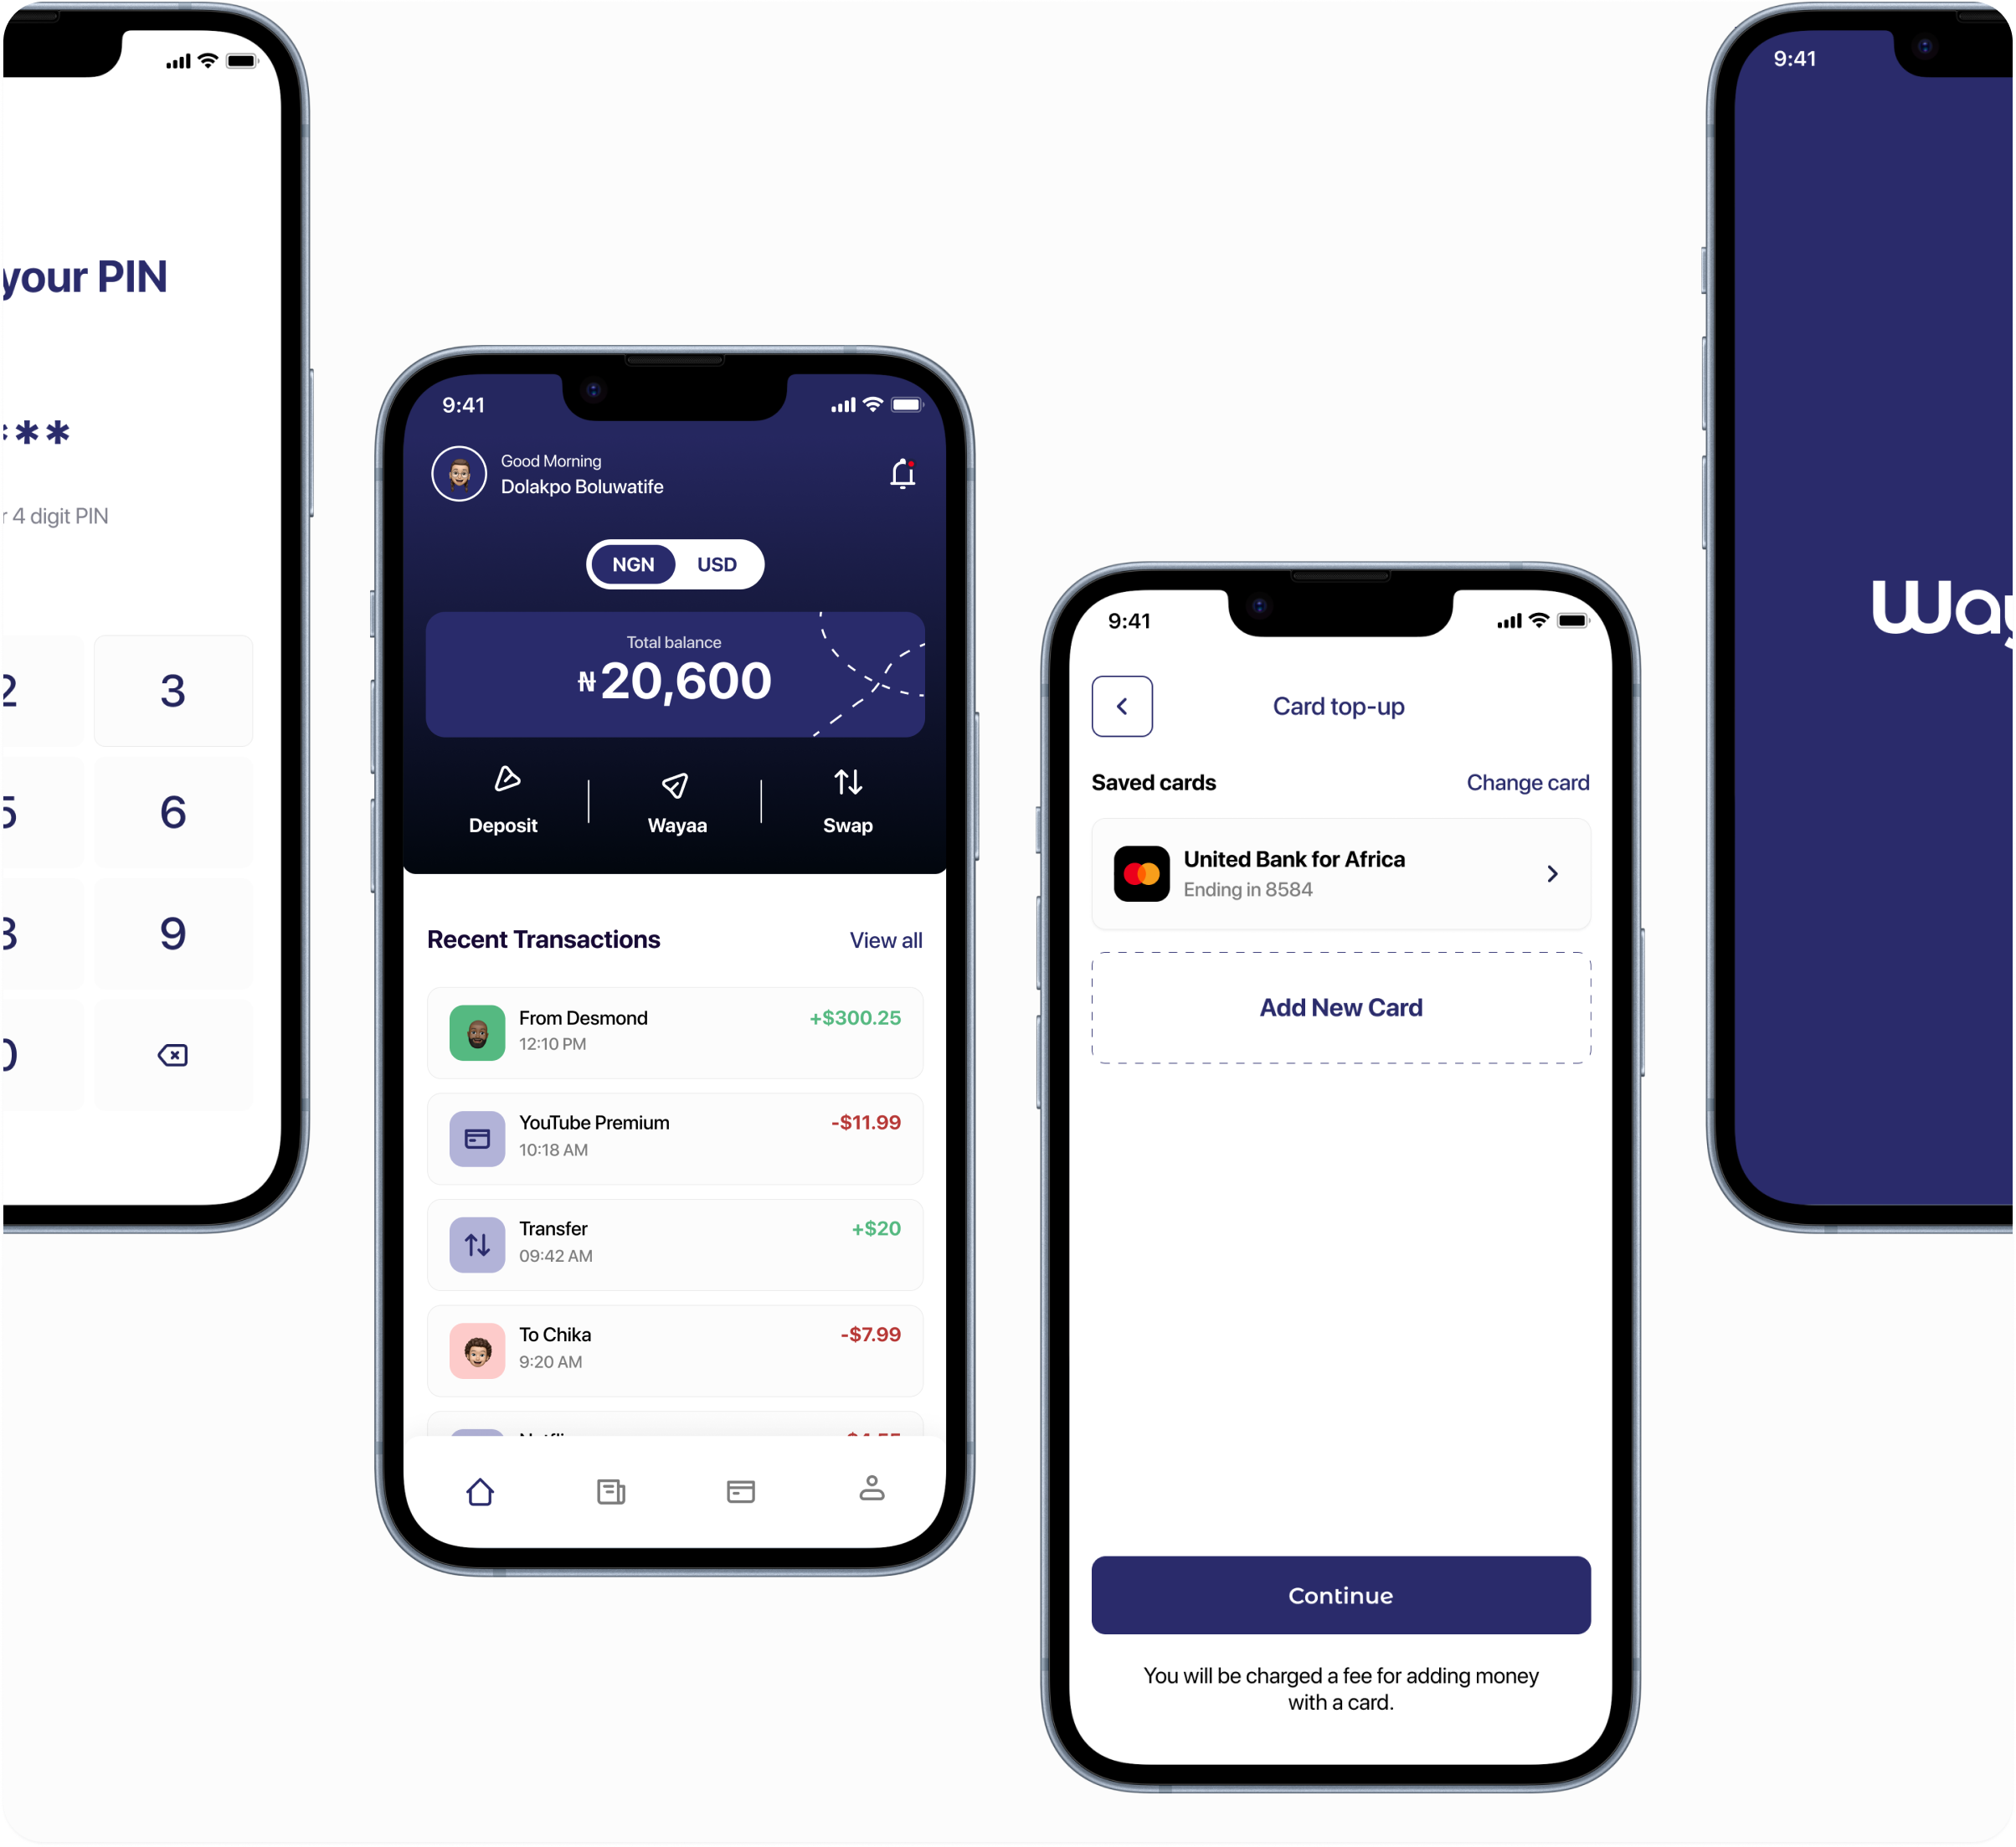 your PIN
**
4 digit PIN
2
3
5
6
9
9:41
Good Morning
Dolakpo Boluwatife
NGN USD
Total balance
₦20,600
Deposit
Wayaa
Swap
Recent Transactions
View all
From Desmond
+$300.25
12:10 PM
YouTube Premium
-$11.99
10:18 AM
Transfer
+$20
09:42 AM
To Chika
-$7.99
9:20 AM
9:41
Card top-up
Saved cards
Change card
United Bank for Africa
Ending in 8584
Add New Card
Continue
You will be charged a fee for adding money
with a card.
9:41
Way